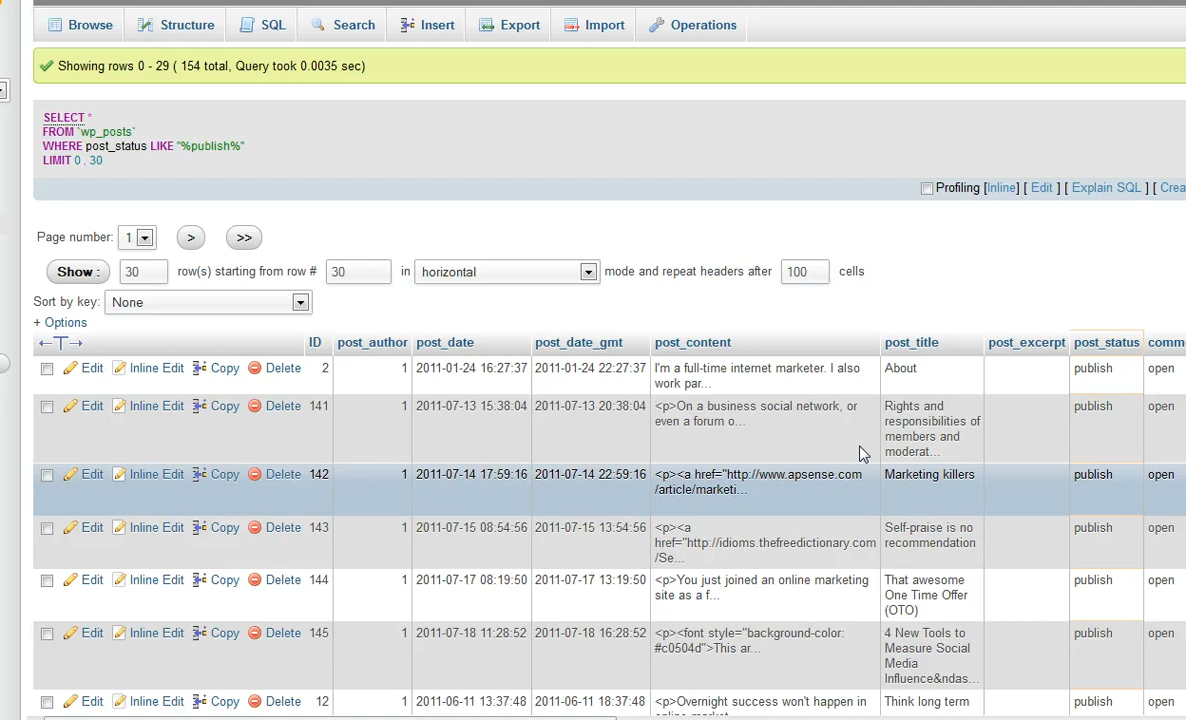 Browse Structure SQL Search Insert Export Import Operations
Showing rows 0 - 29 ( 154 total, Query took 0.0035 sec)
SELECT *
FROM `wp_posts`
WHERE post_status LIKE "%publish%"
LIMIT 0 , 30
Profiling [Inline] [ Edit ] [ Explain SQL ] [ Crea
Page number: 1 > >>
Show : 30 row(s) starting from row # 30 in horizontal mode and repeat headers after 100 cells
Sort by key: None
+ Options
←T→ ID post_author post_date post_date_gmt post_content post_title post_excerpt post_status comm
Edit Inline Edit Copy Delete 2 1 2011-01-24 16:27:37 2011-01-24 22:27:37 I'm a full-time internet marketer. I also About publish open
work par...
Edit Inline Edit Copy Delete 141 1 2011-07-13 15:38:04 2011-07-13 20:38:04 <p>On a business social network, or Rights and publish open
even a forum o... responsibilities of
members and
moderat...
Edit Inline Edit Copy Delete 142 1 2011-07-14 17:59:16 2011-07-14 22:59:16 <p><a href="http://www.apsense.com Marketing killers publish open
/article/marketi...
Edit Inline Edit Copy Delete 143 1 2011-07-15 08:54:56 2011-07-15 13:54:56 <p><a Self-praise is no publish open
href="http://idioms.thefreedictionary.com recommendation
/Se...
Edit Inline Edit Copy Delete 144 1 2011-07-17 08:19:50 2011-07-17 13:19:50 <p>You just joined an online marketing That awesome publish open
site as a f... One Time Offer
(OTO)
Edit Inline Edit Copy Delete 145 1 2011-07-18 11:28:52 2011-07-18 16:28:52 <p><font style="background-color: 4 New Tools to publish open
#c0504d">This ar... Measure Social
Media
Influence&ndas...
Edit Inline Edit Copy Delete 12 1 2011-06-11 13:37:48 2011-06-11 18:37:48 <p>Overnight success won't happen in Think long term publish open
online market